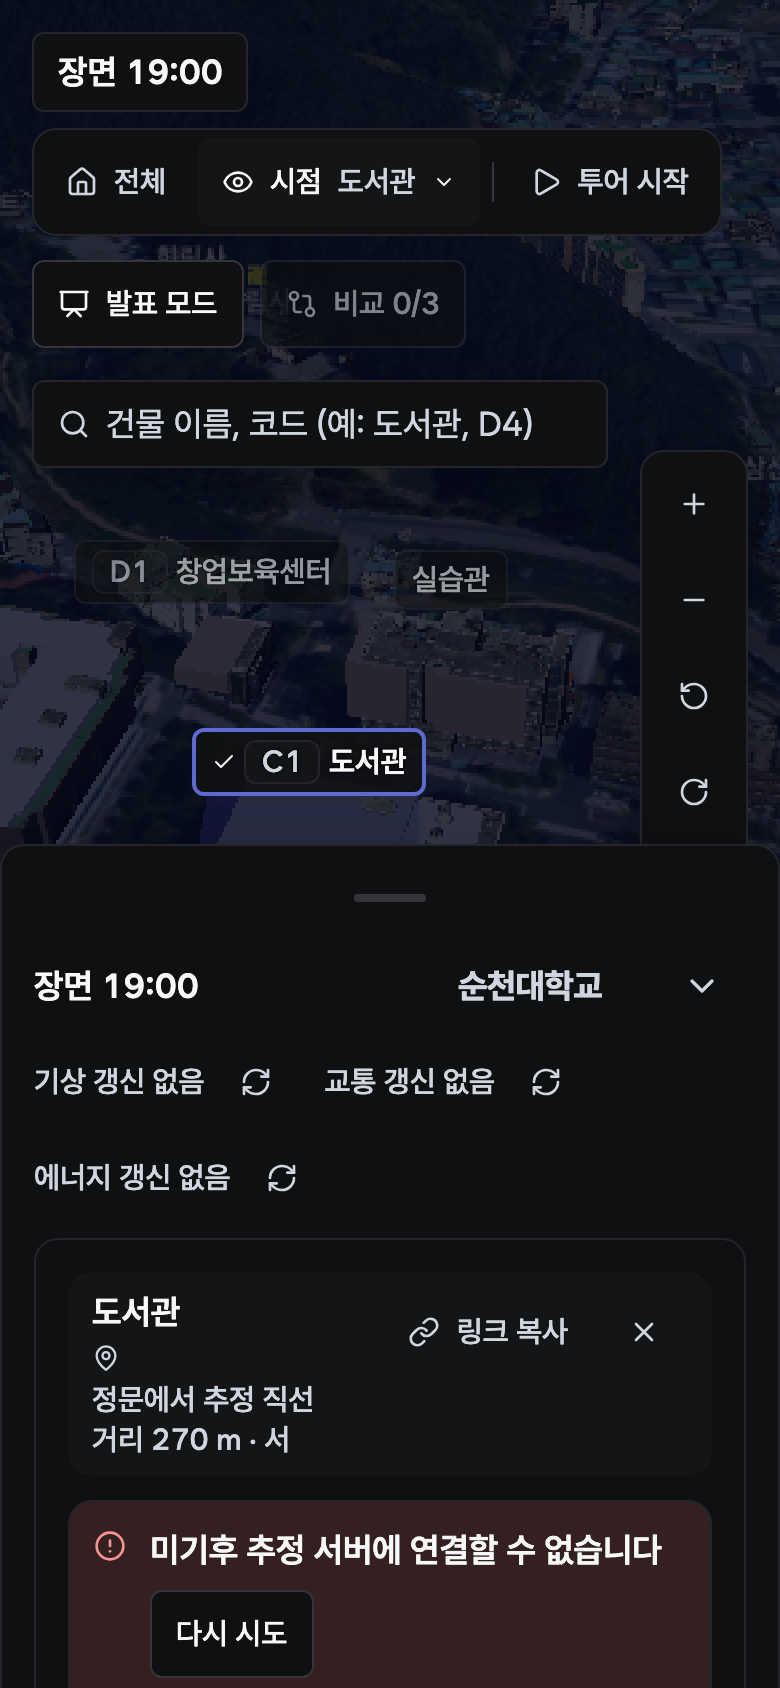 장면 19:00
전체
시점 도서관
투어 시작
발표 모드
비교 0/3
건물 이름, 코드 (예: 도서관, D4)
D1 창업보육센터
실습관
C1 도서관
장면 19:00
순천대학교
기상 갱신 없음
교통 갱신 없음
에너지 갱신 없음
도서관
링크 복사
정문에서 추정 직선
거리 270 m · 서
미기후 추정 서버에 연결할 수 없습니다
다시 시도